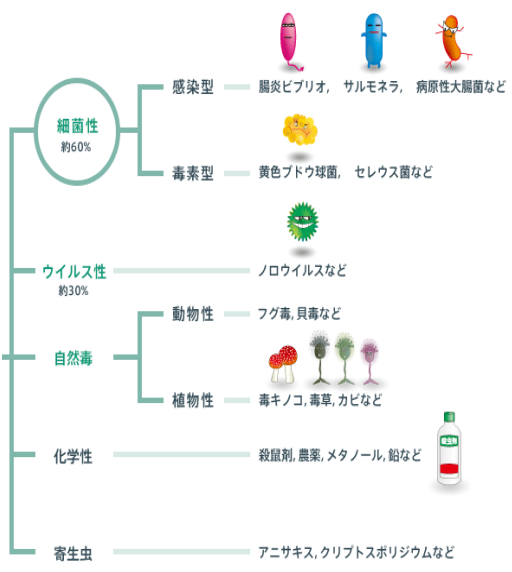 感染型
腸炎ビブリオ, サルモネラ, 病原性大腸菌など
細菌性
約60%
毒素型
黄色ブドウ球菌, セレウス菌など
ウイルス性
約30%
ノロウイルスなど
動物性
フグ毒, 貝毒など
自然毒
植物性
毒キノコ, 毒草, カビなど
化学性
殺鼠剤, 農薬, メタノール, 鉛など
寄生虫
アニサキス, クリプトスポリジウムなど